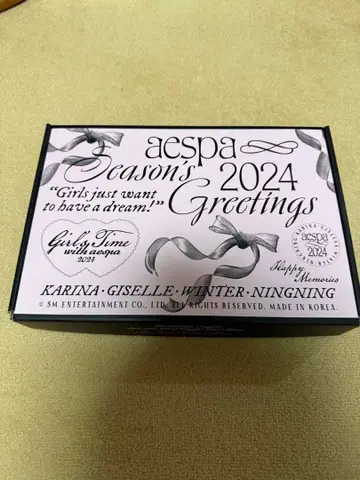 aespa
Season's 2024
Greetings
"Girls just want
to have a dream!"
Girl's Time
with aespa
2024
aespa
2024
Happy
Memories
KARINA · GISELLE · WINTER · NINGNING
© SM ENTERTAINMENT CO., LTD. ALL RIGHTS RESERVED. MADE IN KOREA.